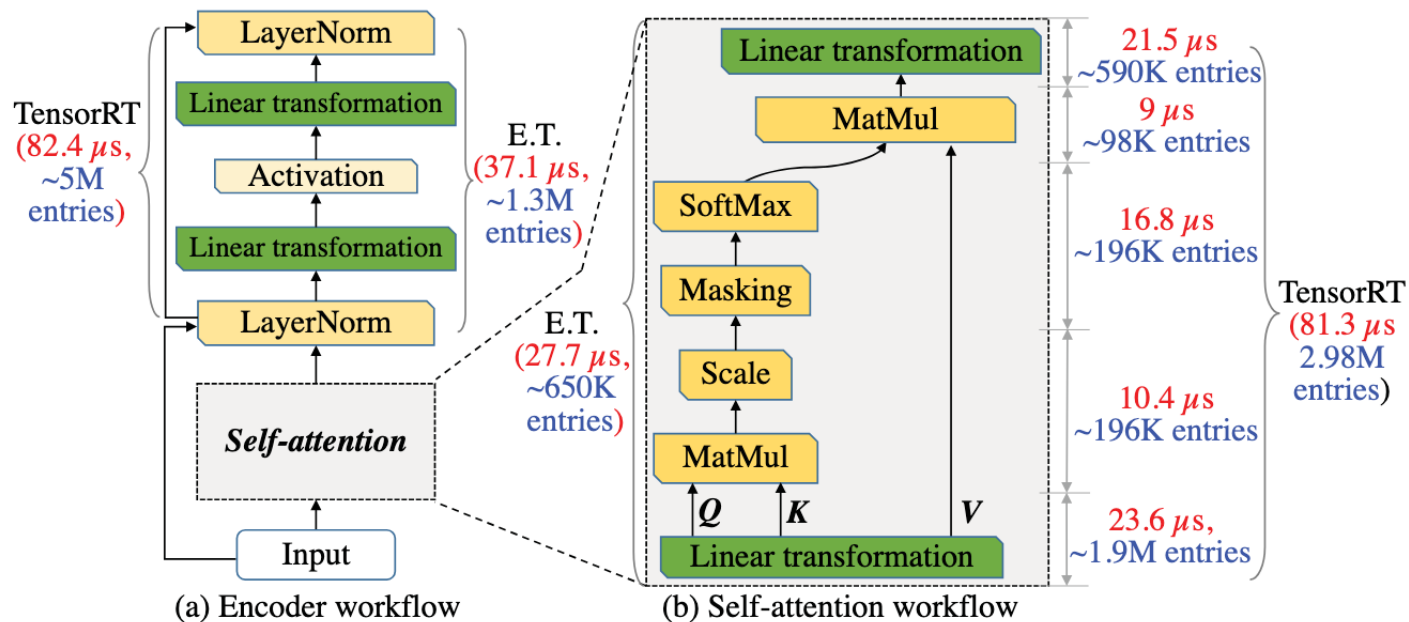 LayerNorm
Linear transformation
Activation
Linear transformation
LayerNorm
Self-attention
Input
TensorRT
(82.4 µs,
~5M
entries)
E.T.
(37.1 µs,
~1.3M
entries)
(a) Encoder workflow
Linear transformation
MatMul
SoftMax
Masking
Scale
MatMul
Q K V
Linear transformation
E.T.
(27.7 µs,
~650K
entries)
21.5 µs
~590K entries
9 µs
~98K entries
16.8 µs
~196K entries
10.4 µs
~196K entries
23.6 µs,
~1.9M entries
TensorRT
(81.3 µs
2.98M
entries)
(b) Self-attention workflow